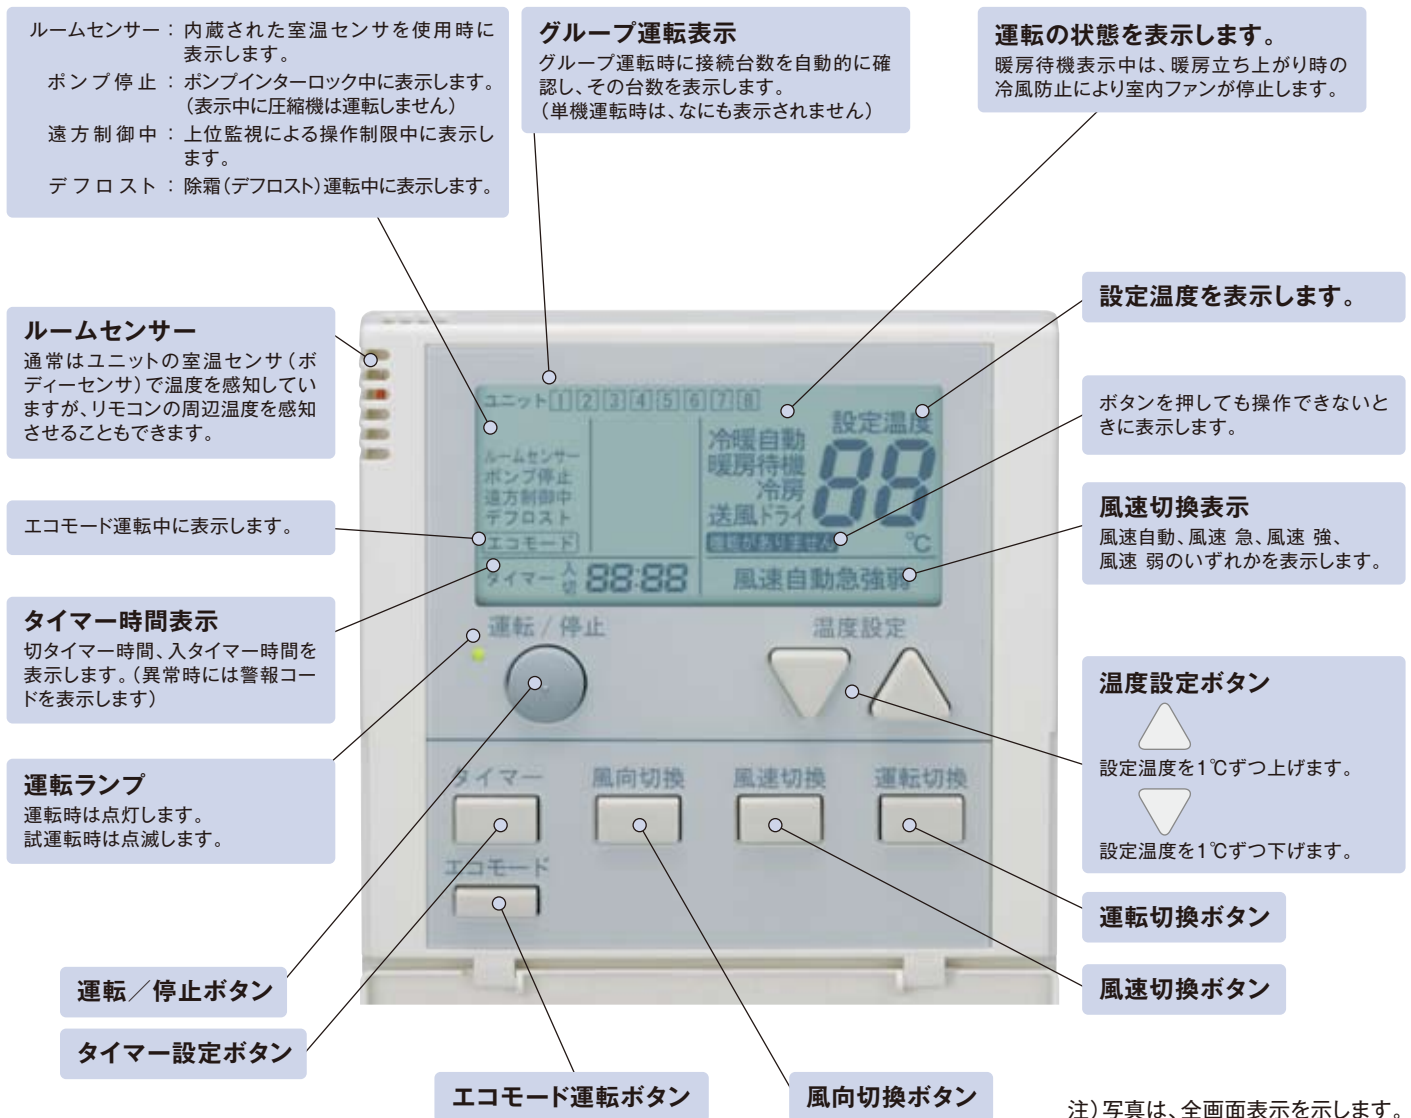 ルームセンサー：内蔵された室温センサを使用時に
表示します。
ポンプ停止：ポンプインターロック中に表示します。
（表示中に圧縮機は運転しません）
遠方制御中：上位監視による操作制限中に表示し
ます。
デフロスト：除霜（デフロスト）運転中に表示します。
グループ運転表示
グループ運転時に接続台数を自動的に確
認し、その台数を表示します。
（単機運転時は、なにも表示されません）
運転の状態を表示します。
暖房待機表示中は、暖房立ち上がり時の
冷風防止により室内ファンが停止します。
ルームセンサー
通常はユニットの室温センサ（ボ
ディーセンサ）で温度を感知してい
ますが、リモコンの周辺温度を感知
させることもできます。
エコモード運転中に表示します。
タイマー時間表示
切タイマー時間、入タイマー時間を
表示します。（異常時には警報コー
ドを表示します）
運転ランプ
運転時は点灯します。
試運転時は点滅します。
設定温度を表示します。
ボタンを押しても操作できないと
きに表示します。
風速切換表示
風速自動、風速 急、風速 強、
風速 弱のいずれかを表示します。
温度設定ボタン
設定温度を1℃ずつ上げます。
設定温度を1℃ずつ下げます。
ユニット 1 2 3 4 5 6 7 8
ルームセンサー
ポンプ停止
遠方制御中
デフロスト
エコモード
タイマー 入
切 88:88
設定温度
冷暖自動
暖房待機
冷房
送風ドライ
88
機能がありません
℃
風速自動急強弱
運転 / 停止
温度設定
タイマー
風向切換
風速切換
運転切換
エコモード
運転／停止ボタン
タイマー設定ボタン
エコモード運転ボタン
風向切換ボタン
運転切換ボタン
風速切換ボタン
注）写真は、全画面表示を示します。